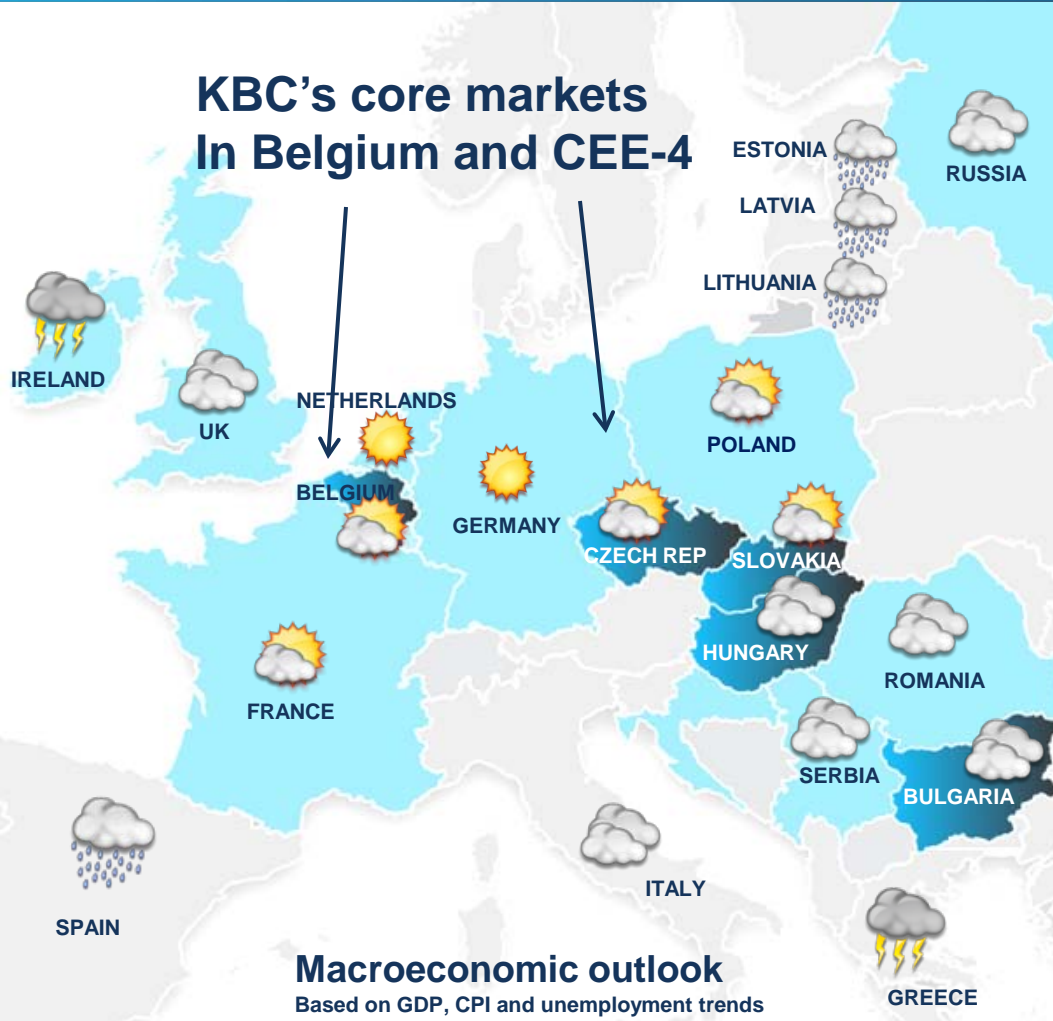 KBC's core markets
In Belgium and CEE-4
ESTONIA
RUSSIA
LATVIA
LITHUANIA
IRELAND
NETHERLANDS
UK
POLAND
BELGIUM
GERMANY
CZECH REP
SLOVAKIA
HUNGARY
ROMANIA
FRANCE
SERBIA
BULGARIA
ITALY
SPAIN
Macroeconomic outlook
Based on GDP, CPI and unemployment trends
GREECE